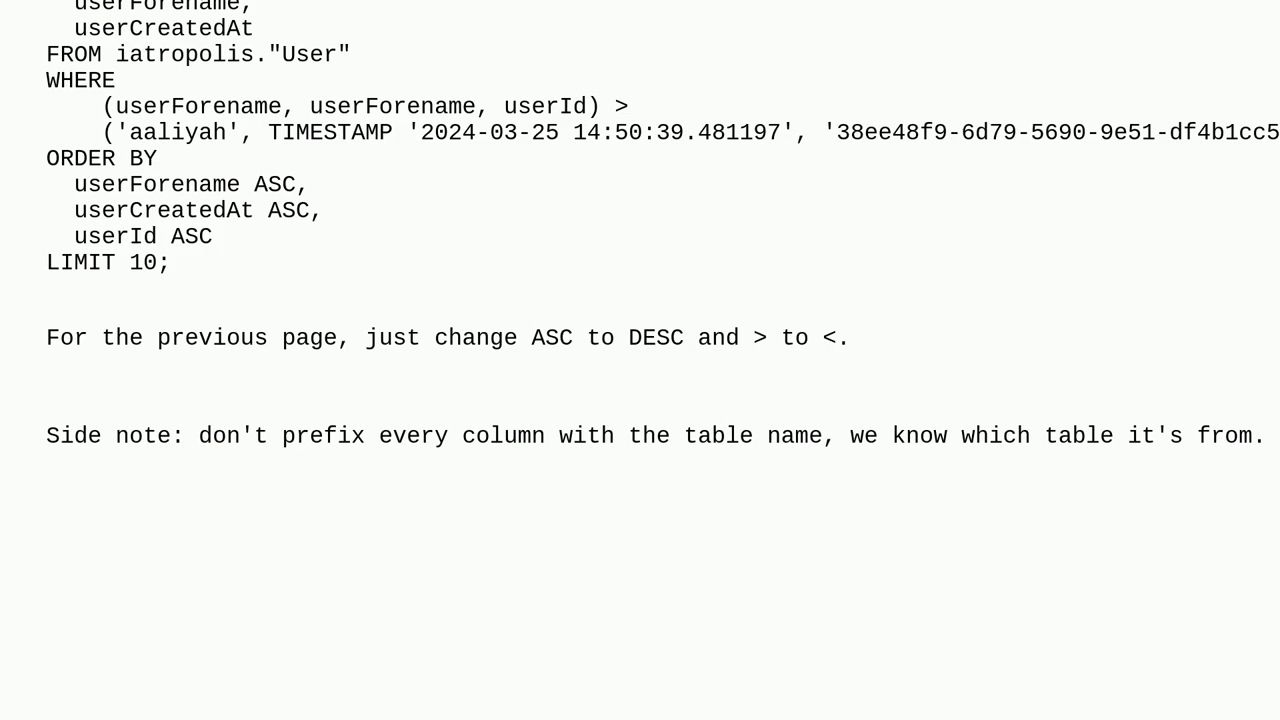 userForename,
userCreatedAt
FROM iatropolis."User"
WHERE
(userForename, userForename, userId) >
('aaliyah', TIMESTAMP '2024-03-25 14:50:39.481197', '38ee48f9-6d79-5690-9e51-df4b1cc5
ORDER BY
userForename ASC,
userCreatedAt ASC,
userId ASC
LIMIT 10;
For the previous page, just change ASC to DESC and > to <.
Side note: don't prefix every column with the table name, we know which table it's from.